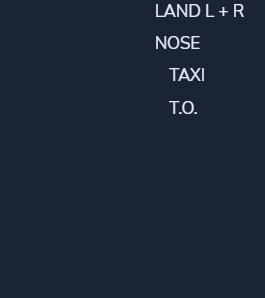 LAND L + R
NOSE
TAXI
T.O.